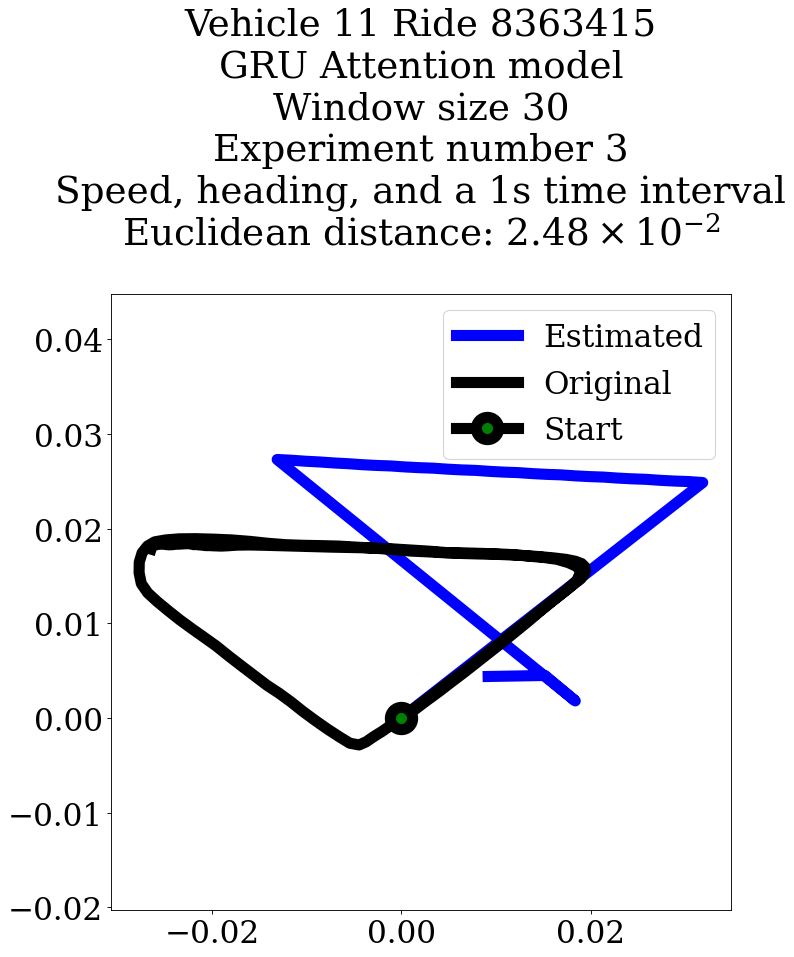 Vehicle 11 Ride 8363415
GRU Attention model
Window size 30
Experiment number 3
Speed, heading, and a 1s time interval
Euclidean distance: 2.48 × 10⁻²
Estimated
Original
Start
0.04
0.03
0.02
0.01
0.00
−0.01
−0.02
−0.02 0.00 0.02